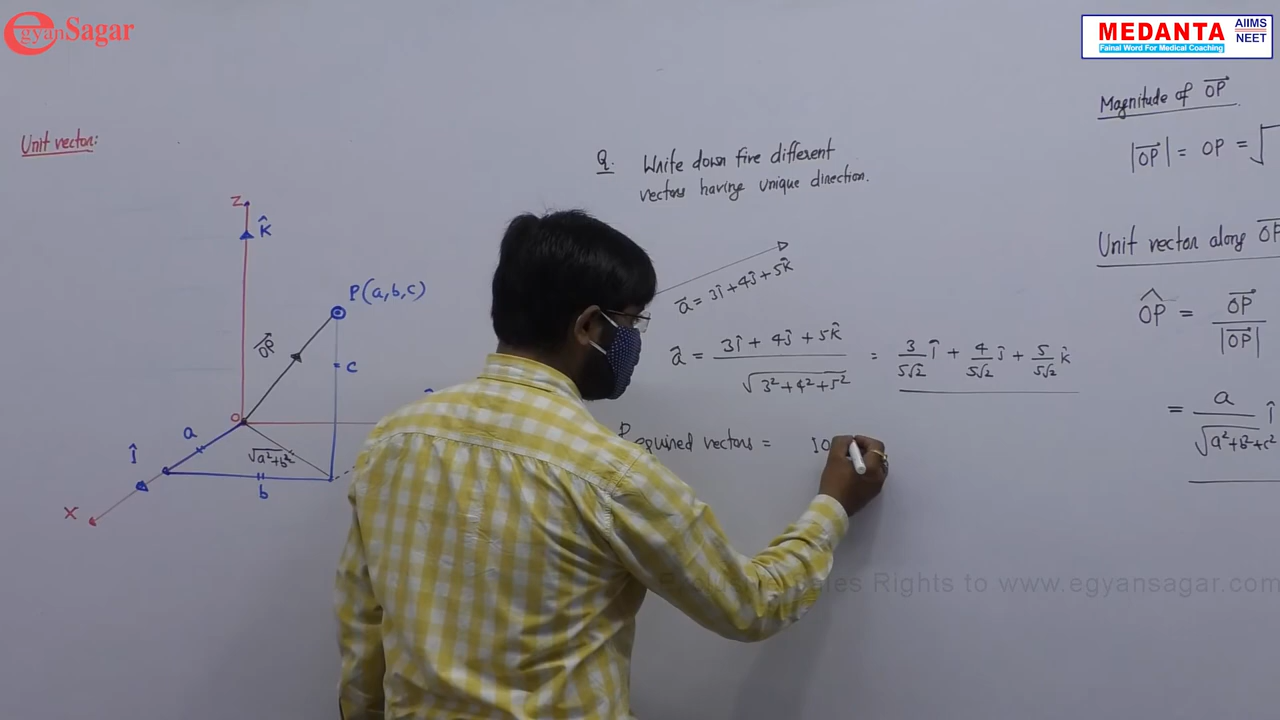 egyanSagar
MEDANTA AIIMS NEET
Fainal Word For Medical Coaching
Unit vector:
Z
k̂
P(a,b,c)
OP⃗
c
O
a
î
√a²+b²
b
X
Q. Write down five different
vectors having unique direction.
a⃗ = 3î+4ĵ+5k̂
â = 3î + 4ĵ + 5k̂ / √3²+4²+5² = 3/5√2 î + 4/5√2 ĵ + 5/5√2 k̂
Required vectors = 10
Magnitude of OP⃗
|OP⃗| = OP = √
Unit vector along OP⃗
OP̂ = OP⃗ / |OP⃗|
= a / √a²+b²+c² î
Rights to www.egyansagar.com